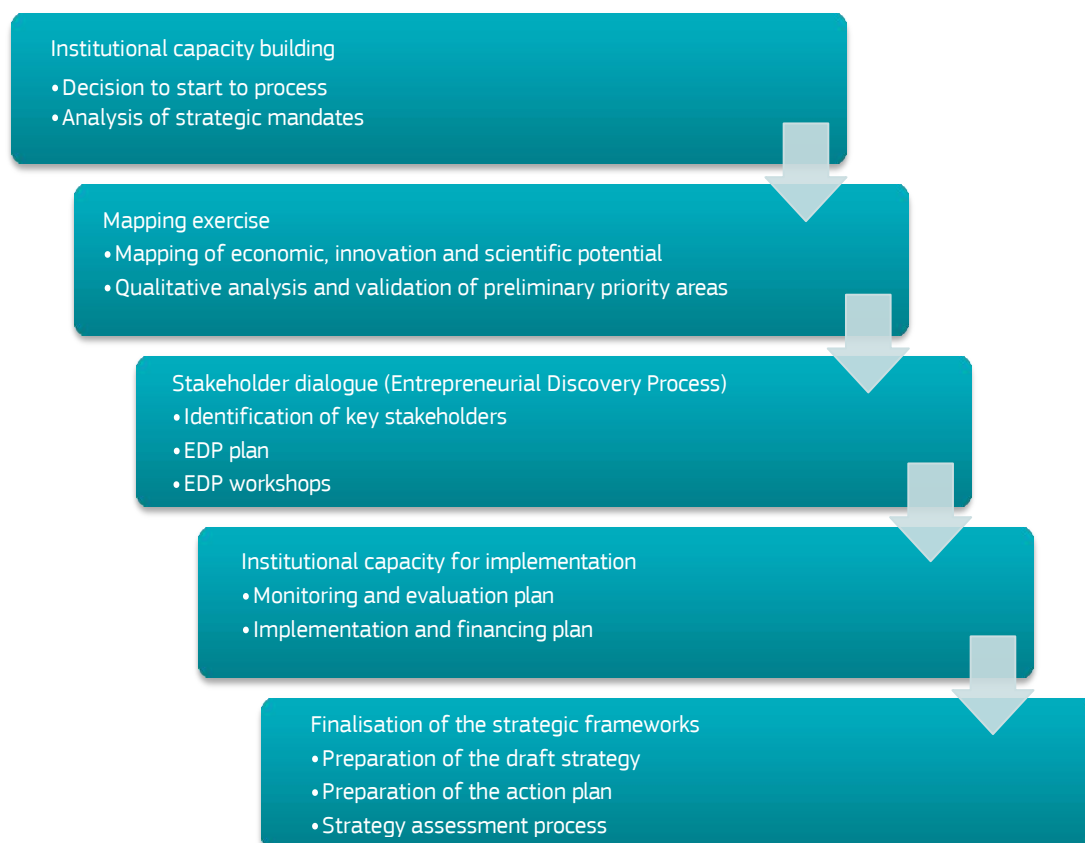 Institutional capacity building
• Decision to start to process
• Analysis of strategic mandates
Mapping exercise
• Mapping of economic, innovation and scientific potential
• Qualitative analysis and validation of preliminary priority areas
Stakeholder dialogue (Entrepreneurial Discovery Process)
• Identification of key stakeholders
• EDP plan
• EDP workshops
Institutional capacity for implementation
• Monitoring and evaluation plan
• Implementation and financing plan
Finalisation of the strategic frameworks
• Preparation of the draft strategy
• Preparation of the action plan
• Strategy assessment process